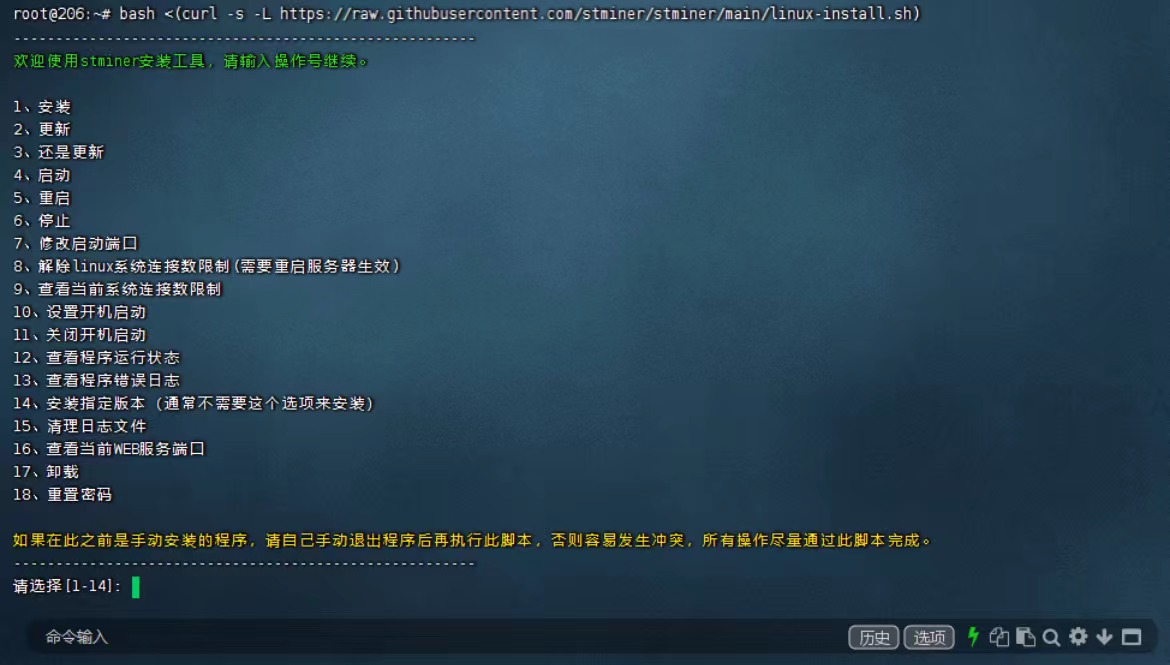 root@206:~# bash <(curl -s -L https://raw.githubusercontent.com/stminer/stminer/main/linux-install.sh)
-------------------------------------------------------
欢迎使用stminer安装工具，请输入操作号继续。
1、安装
2、更新
3、还是更新
4、启动
5、重启
6、停止
7、修改启动端口
8、解除linux系统连接数限制(需要重启服务器生效)
9、查看当前系统连接数限制
10、设置开机启动
11、关闭开机启动
12、查看程序运行状态
13、查看程序错误日志
14、安装指定版本 (通常不需要这个选项来安装)
15、清理日志文件
16、查看当前WEB服务端口
17、卸载
18、重置密码
如果在此之前是手动安装的程序，请自己手动退出程序后再执行此脚本，否则容易发生冲突，所有操作尽量通过此脚本完成。
-------------------------------------------------------
请选择[1-14]:
命令输入 历史 选项